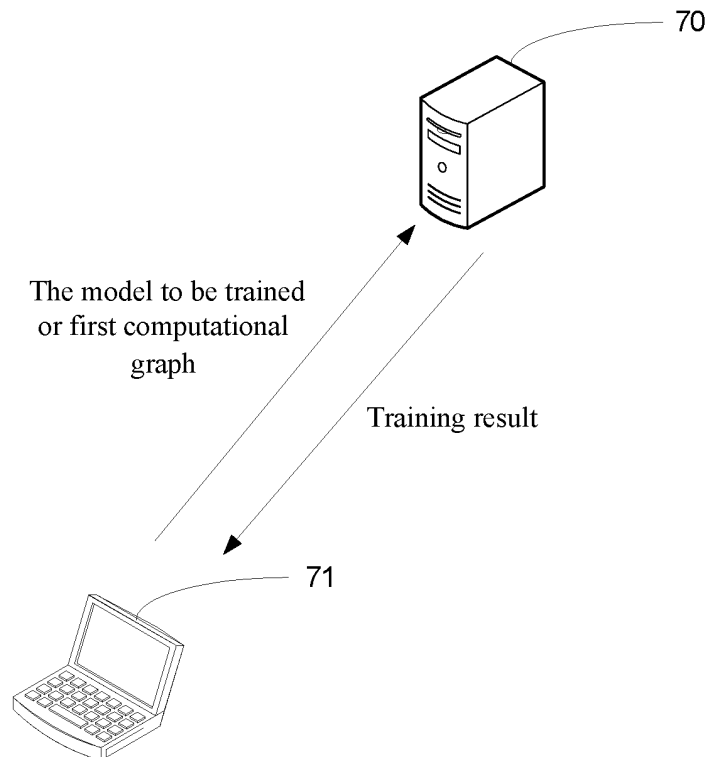 70
The model to be trained
or first computational
graph
Training result
71